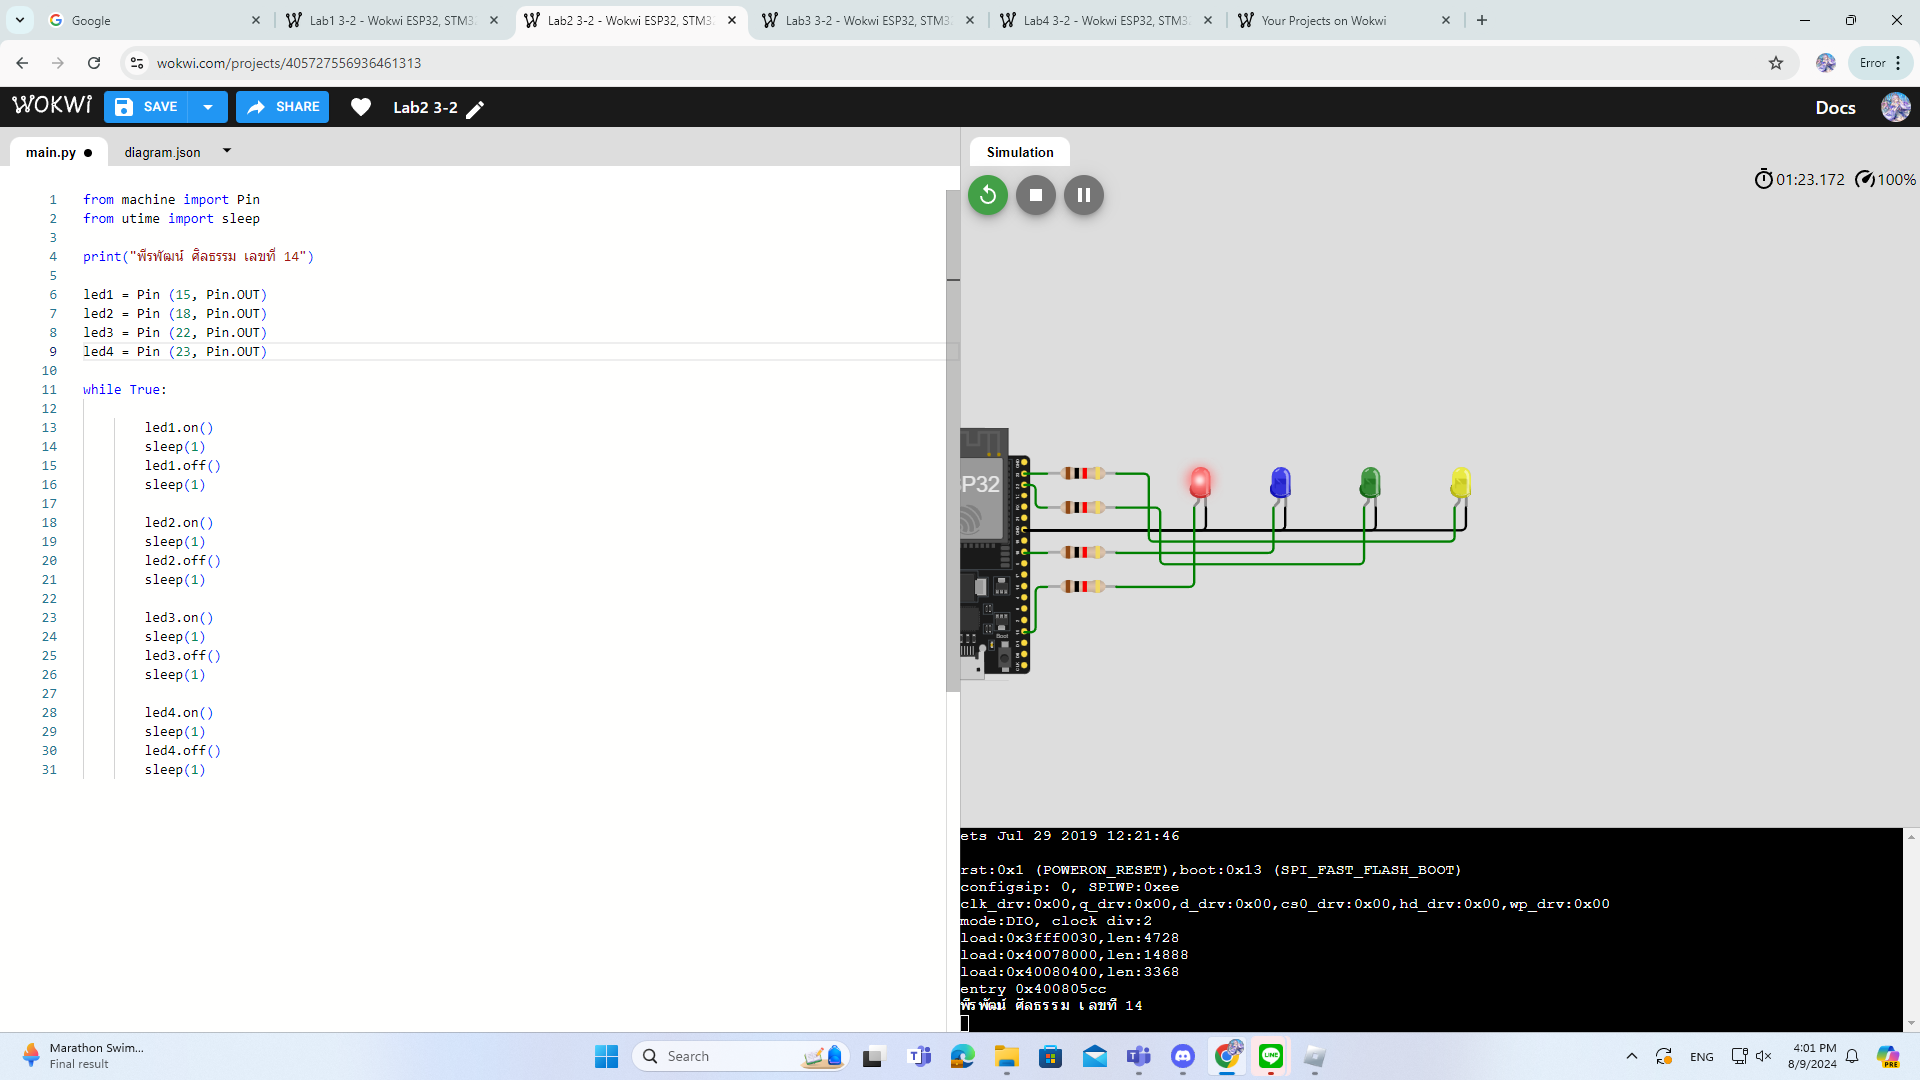 Google
Lab1 3-2 - Wokwi ESP32, STM32
Lab2 3-2 - Wokwi ESP32, STM32
Lab3 3-2 - Wokwi ESP32, STM32
Lab4 3-2 - Wokwi ESP32, STM32
Your Projects on Wokwi
wokwi.com/projects/405727556936461313
Error
WOKWI
SAVE
SHARE
Lab2 3-2
Docs
main.py
diagram.json
Simulation
01:23.172
100%
1 from machine import Pin
2 from utime import sleep
3
4 print("พีรพัฒน์ ศิลธรรม เลขที่ 14")
5
6 led1 = Pin (15, Pin.OUT)
7 led2 = Pin (18, Pin.OUT)
8 led3 = Pin (22, Pin.OUT)
9 led4 = Pin (23, Pin.OUT)
10
11 while True:
12
13 led1.on()
14 sleep(1)
15 led1.off()
16 sleep(1)
17
18 led2.on()
19 sleep(1)
20 led2.off()
21 sleep(1)
22
23 led3.on()
24 sleep(1)
25 led3.off()
26 sleep(1)
27
28 led4.on()
29 sleep(1)
30 led4.off()
31 sleep(1)
SP32
Boot
ets Jul 29 2019 12:21:46
rst:0x1 (POWERON_RESET),boot:0x13 (SPI_FAST_FLASH_BOOT)
configsip: 0, SPIWP:0xee
clk_drv:0x00,q_drv:0x00,d_drv:0x00,cs0_drv:0x00,hd_drv:0x00,wp_drv:0x00
mode:DIO, clock div:2
load:0x3fff0030,len:4728
load:0x40078000,len:14888
load:0x40080400,len:3368
entry 0x400805cc
พีรพัฒน์ ศิลธรรม เลขที่ 14
Marathon Swim...
Final result
Search
ENG
4:01 PM
8/9/2024